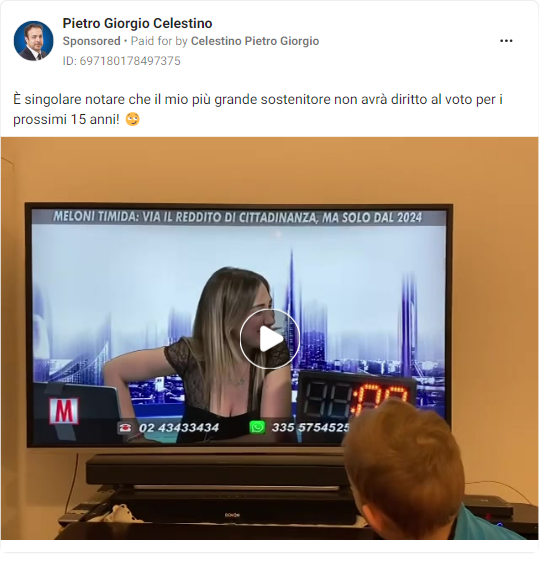 Pietro Giorgio Celestino
Sponsored • Paid for by Celestino Pietro Giorgio
ID: 697180178497375
È singolare notare che il mio più grande sostenitore non avrà diritto al voto per i
prossimi 15 anni! 🙄
MELONI TIMIDA: VIA IL REDDITO DI CITTADINANZA, MA SOLO DAL 2024
M
02 43433434
335 5754525
DENON